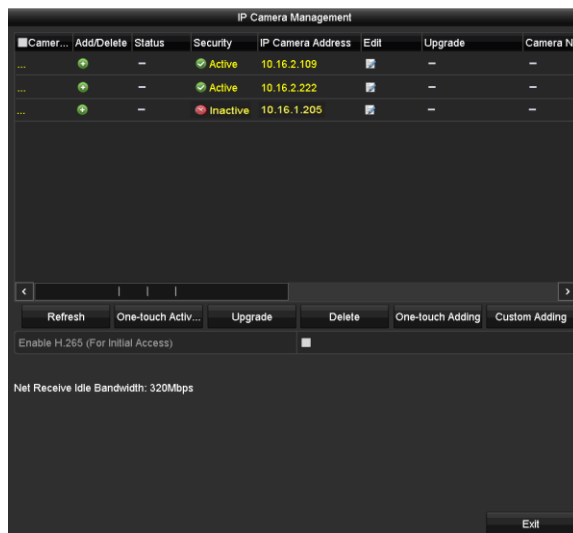 IP Camera Management
Camer... Add/Delete Status Security IP Camera Address Edit Upgrade Camera N
... – Active 10.16.2.109 – –
... – Active 10.16.2.222 – –
... – Inactive 10.16.1.205 – –
Refresh One-touch Activ... Upgrade Delete One-touch Adding Custom Adding
Enable H.265 (For Initial Access)
Net Receive Idle Bandwidth: 320Mbps
Exit